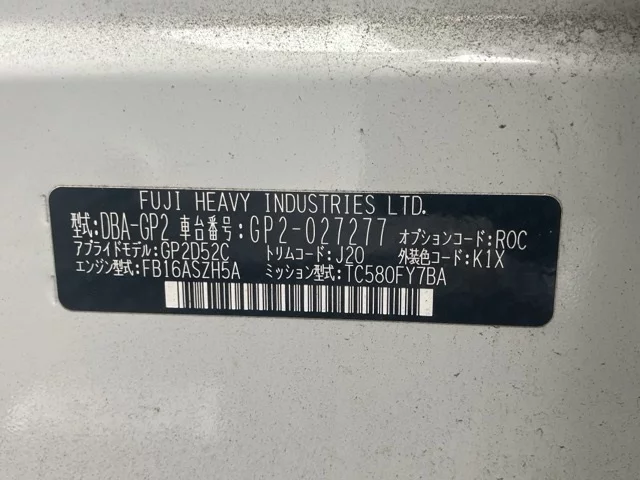 FUJI HEAVY INDUSTRIES LTD.
型式:DBA-GP2 車台番号:GP2-027277 オプションコード:ROC
アプライドモデル:GP2D52C トリムコード:J20 外装色コード:K1X
エンジン型式:FB16ASZH5A ミッション型式:TC580FY7BA